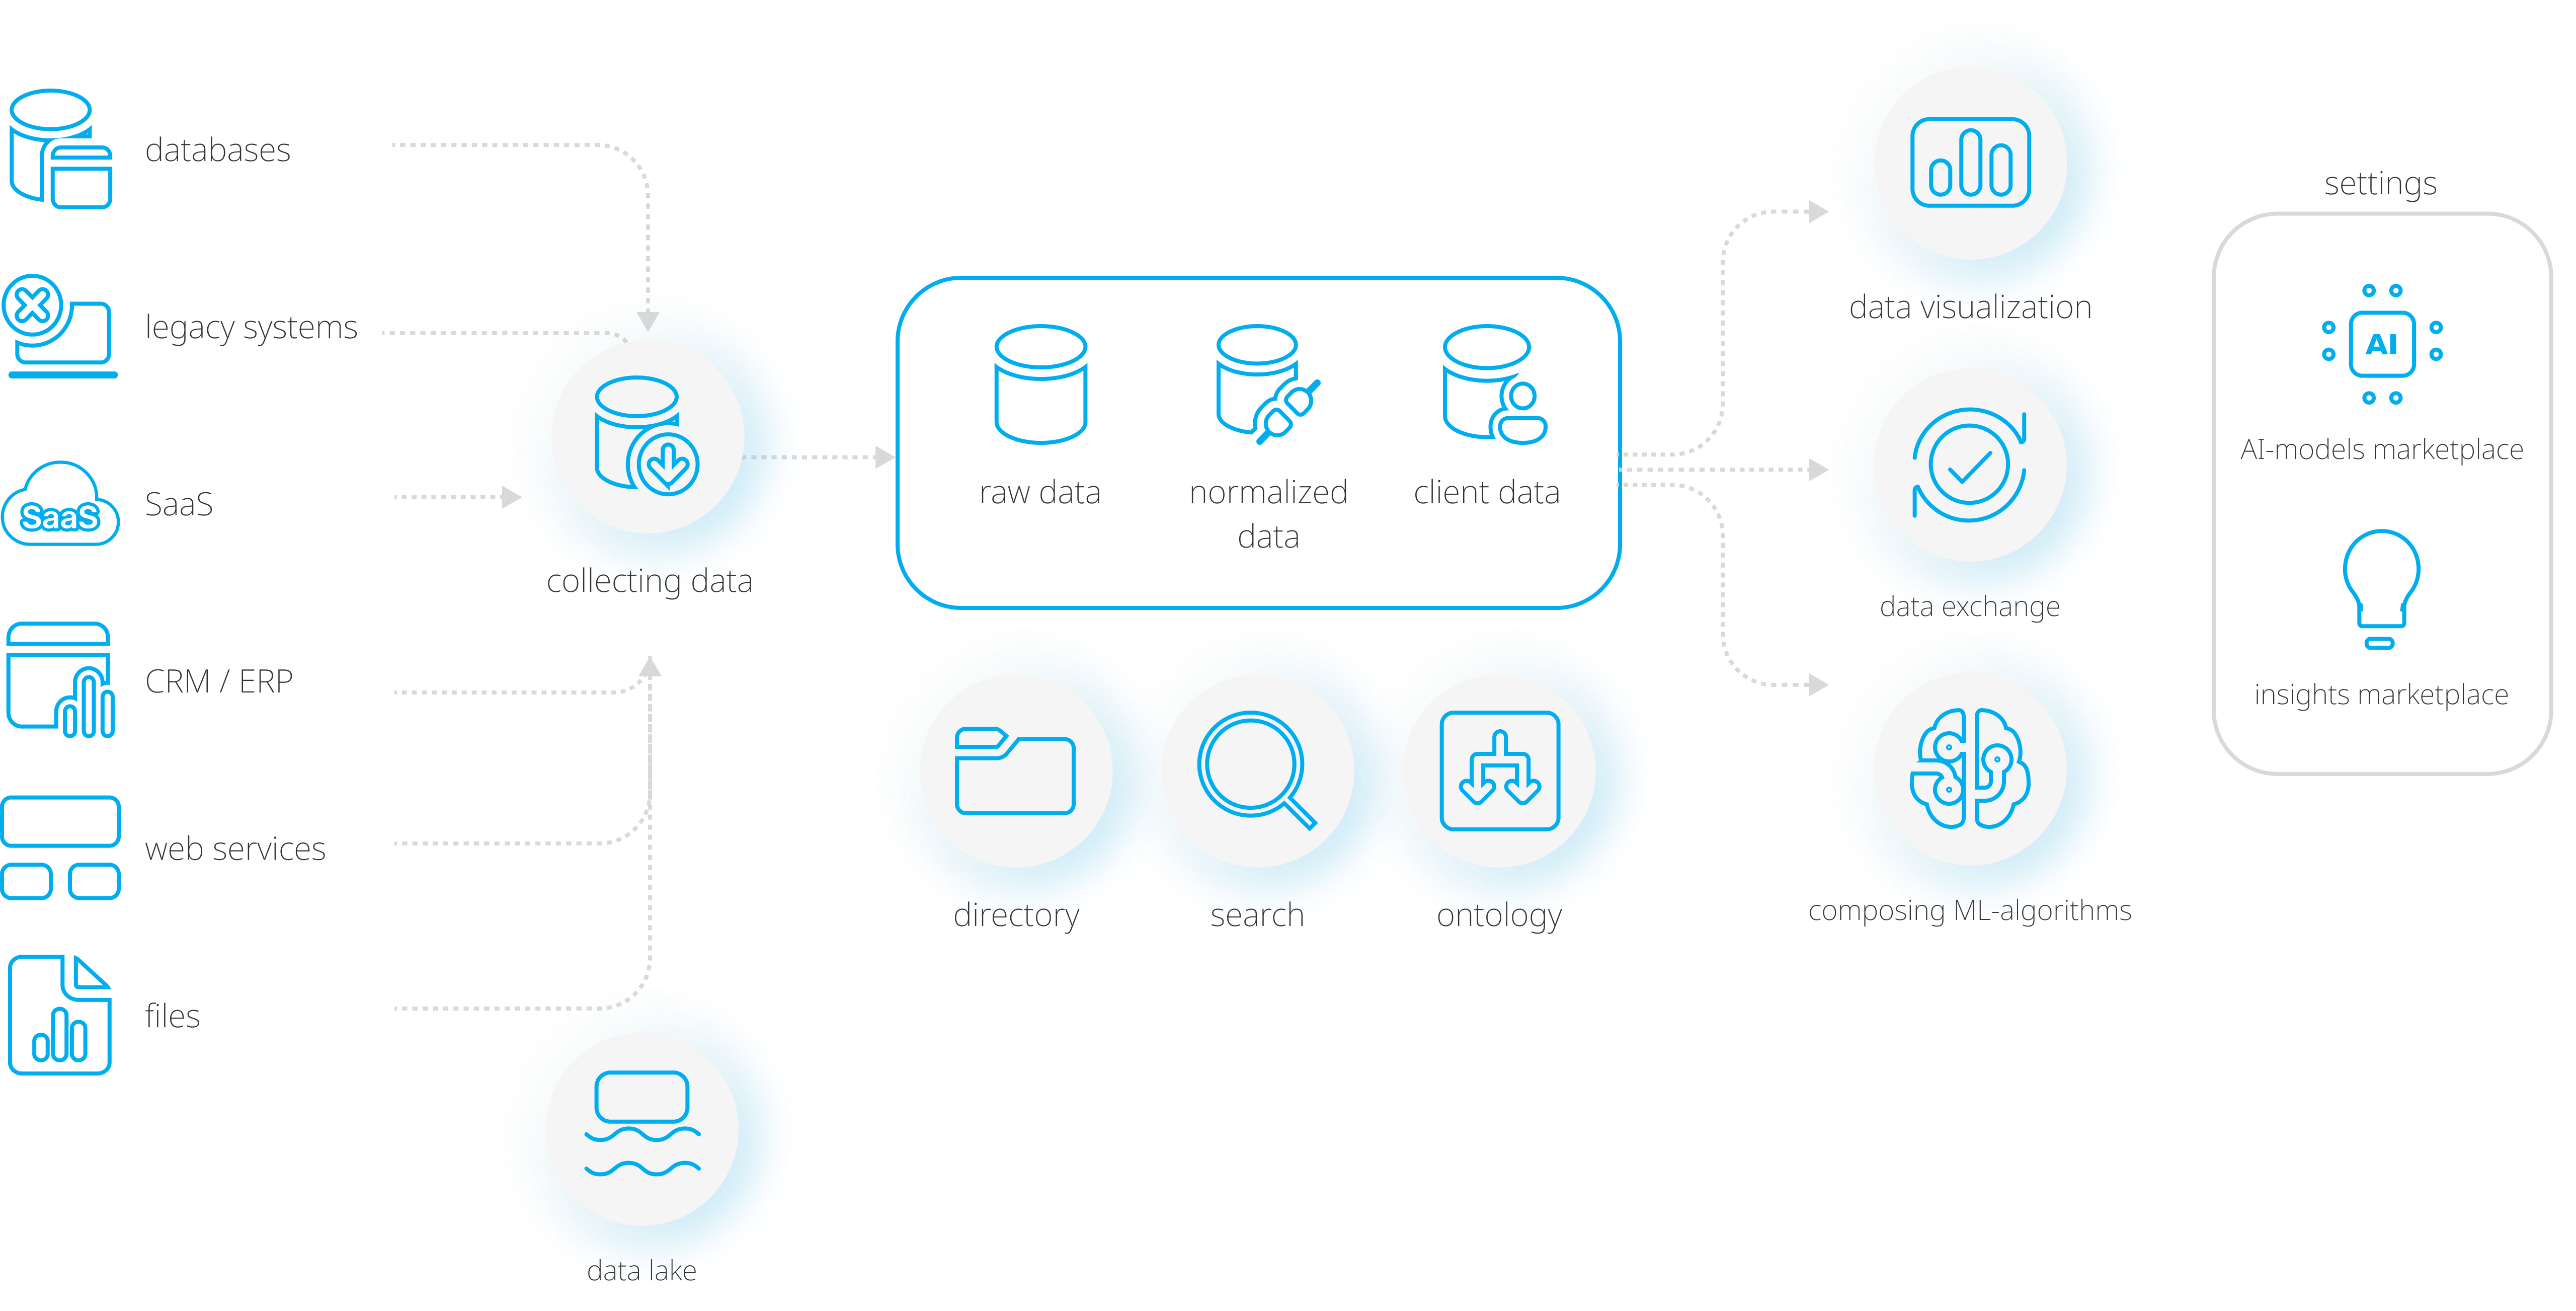 databases
legacy systems
SaaS
SaaS
CRM / ERP
web services
files
collecting data
data lake
raw data
normalized
data
client data
directory
search
ontology
data visualization
data exchange
composing ML-algorithms
settings
AI
AI-models marketplace
insights marketplace